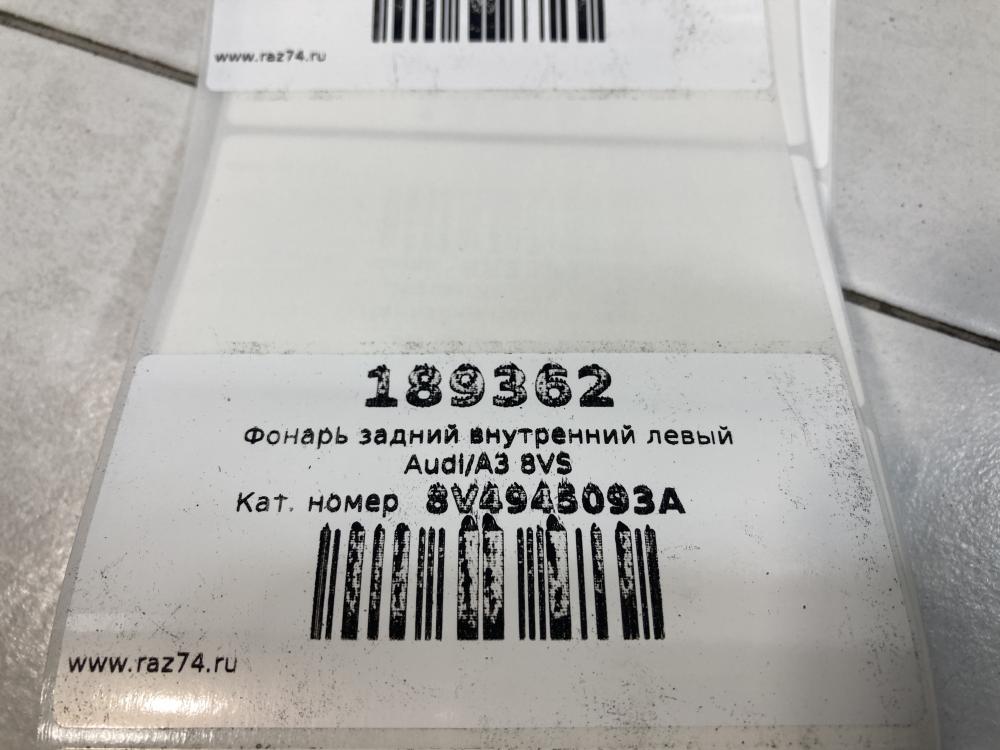 www.raz74.ru
189362
Фонарь задний внутренний левый
Audi/A3 8VS
Кат. номер 8V4945093A
www.raz74.ru